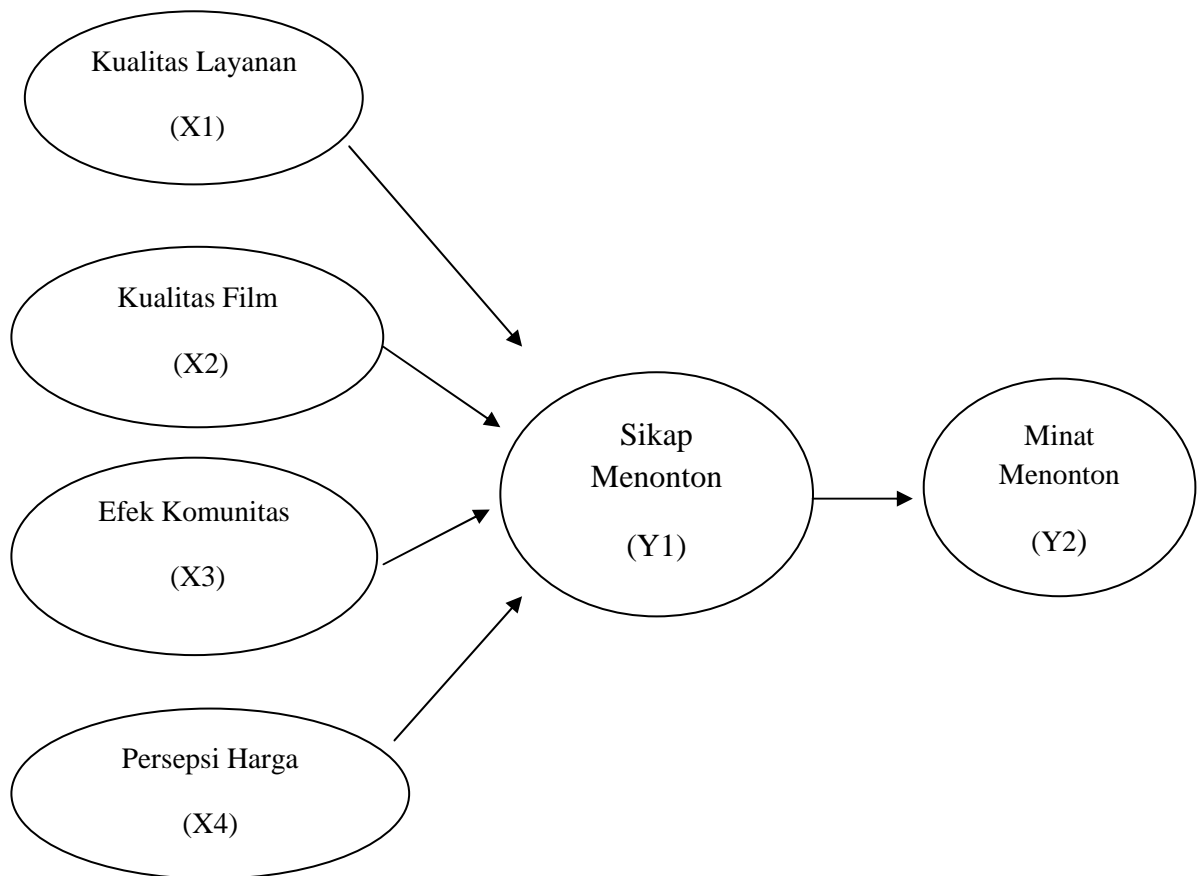 Kualitas Layanan
(X1)
Kualitas Film
(X2)
Efek Komunitas
(X3)
Persepsi Harga
(X4)
Sikap
Menonton
(Y1)
Minat
Menonton
(Y2)